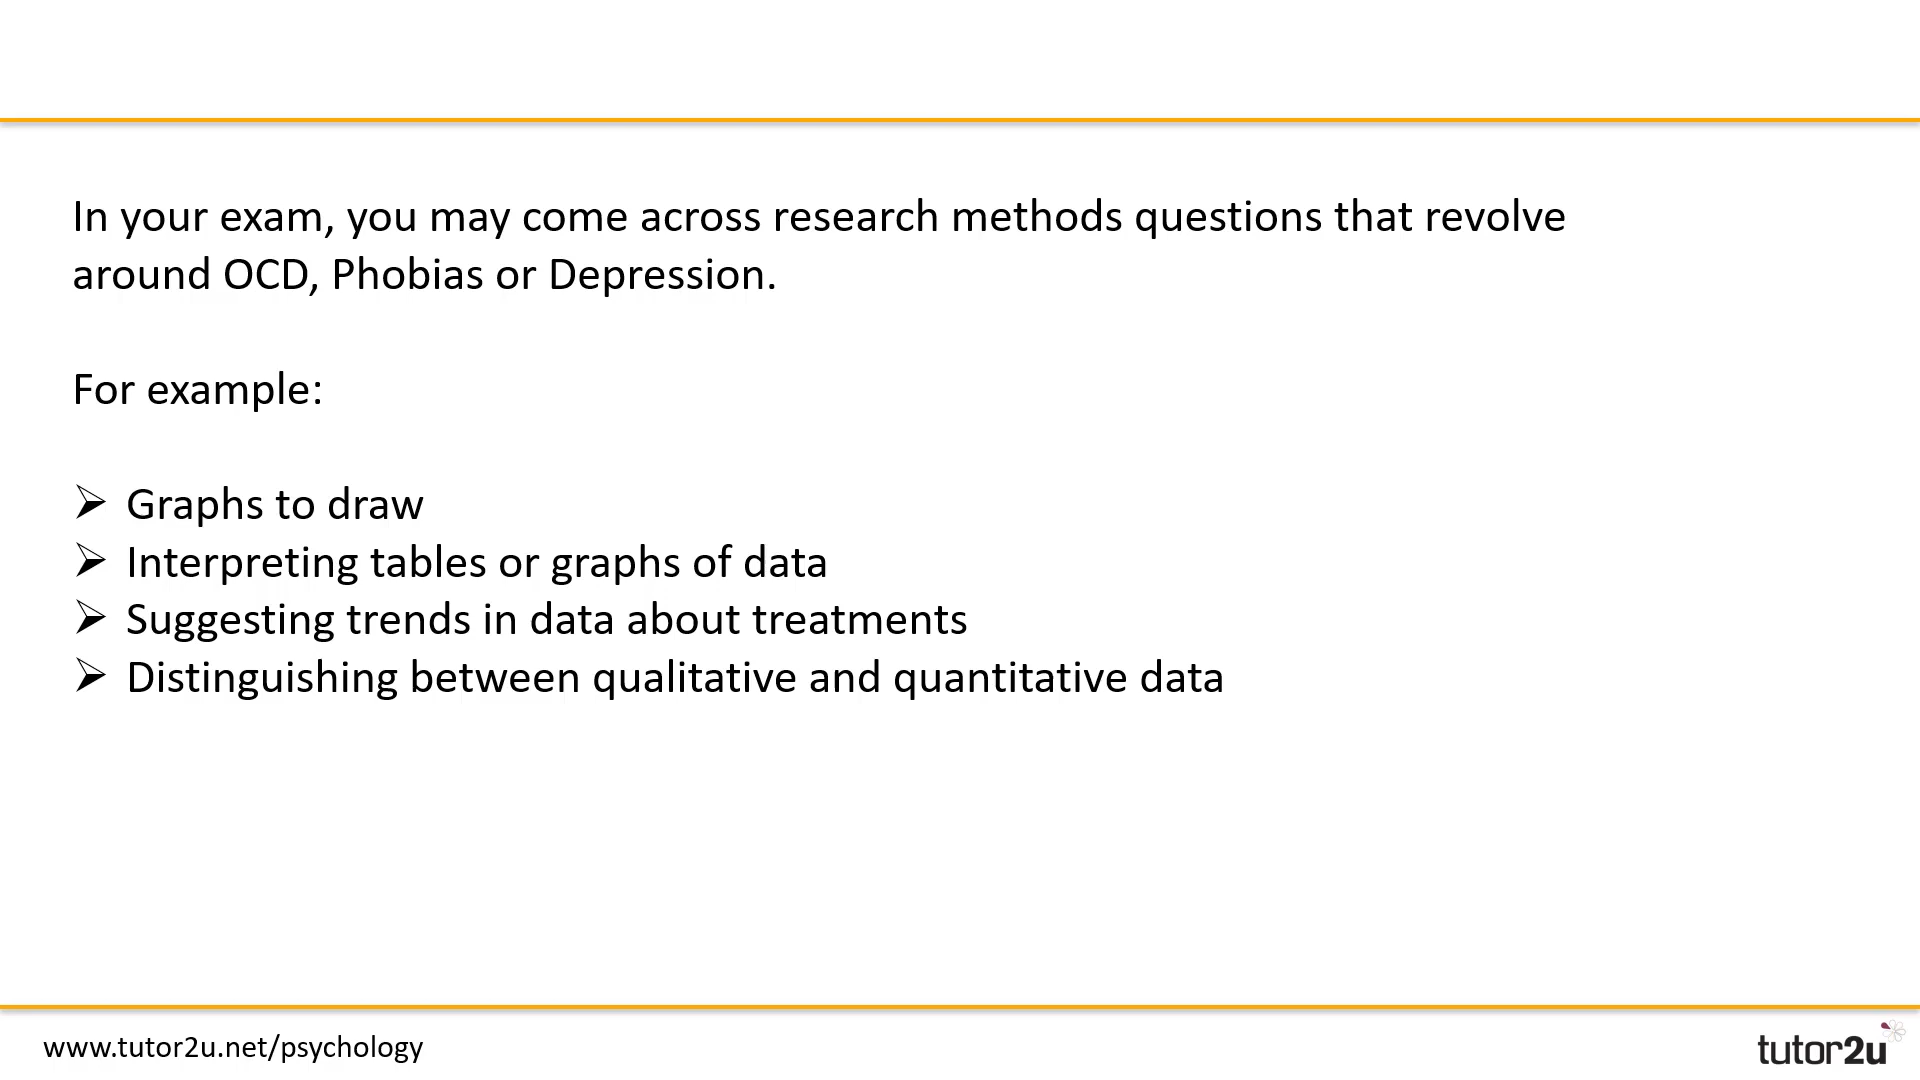 In your exam, you may come across research methods questions that revolve
around OCD, Phobias or Depression.
For example:
Graphs to draw
Interpreting tables or graphs of data
Suggesting trends in data about treatments
Distinguishing between qualitative and quantitative data
www.tutor2u.net/psychology
tutor2u